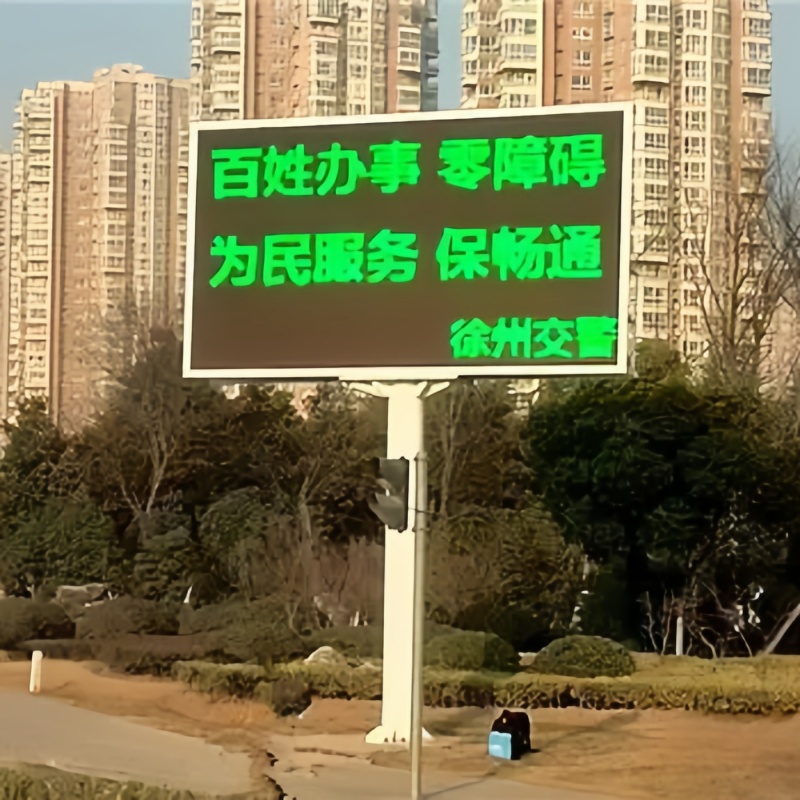 百姓办事 零障碍
为民服务 保畅通
徐州交警